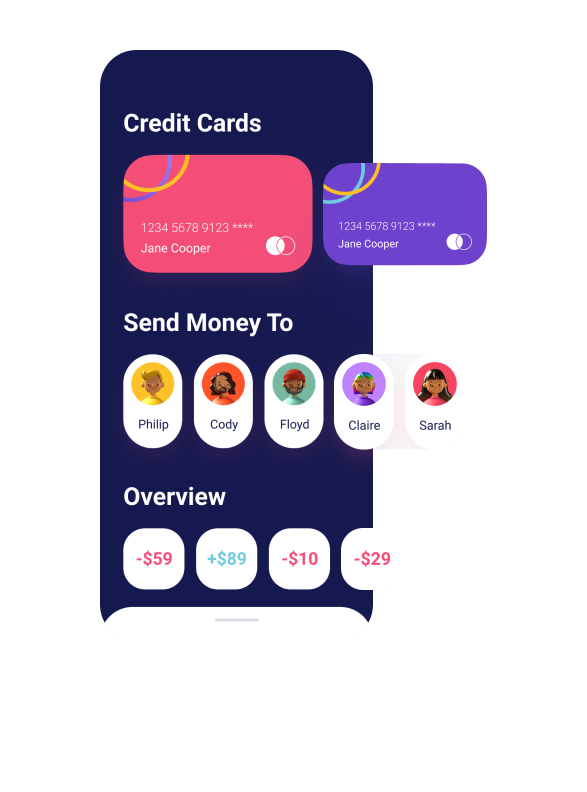 Credit Cards
1234 5678 9123 ****
Jane Cooper
1234 5678 9123 ****
Jane Cooper
Send Money To
Philip
Cody
Floyd
Claire
Sarah
Overview
-$59
+$89
-$10
-$29